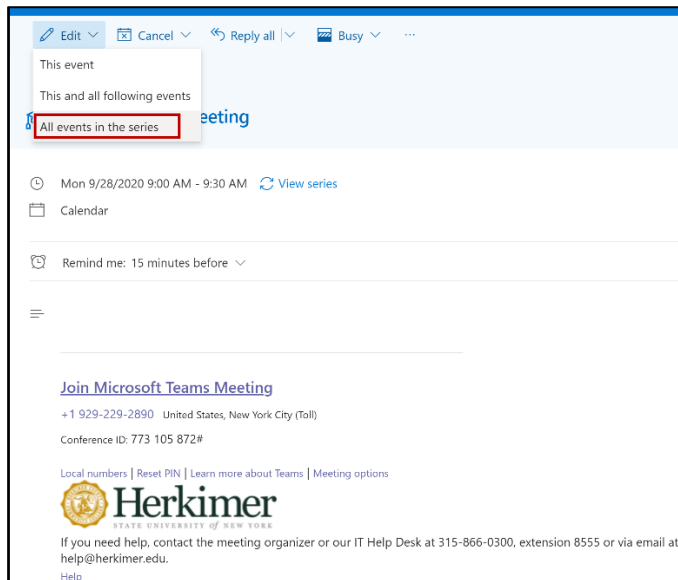 Edit Cancel Reply all Busy ...
This event
This and all following events
All events in the series
eeting
Mon 9/28/2020 9:00 AM - 9:30 AM View series
Calendar
Remind me: 15 minutes before
Join Microsoft Teams Meeting
+1 929-229-2890 United States, New York City (Toll)
Conference ID: 773 105 872#
Local numbers | Reset PIN | Learn more about Teams | Meeting options
Herkimer
STATE UNIVERSITY of NEW YORK
If you need help, contact the meeting organizer or our IT Help Desk at 315-866-0300, extension 8555 or via email at
help@herkimer.edu.
Help